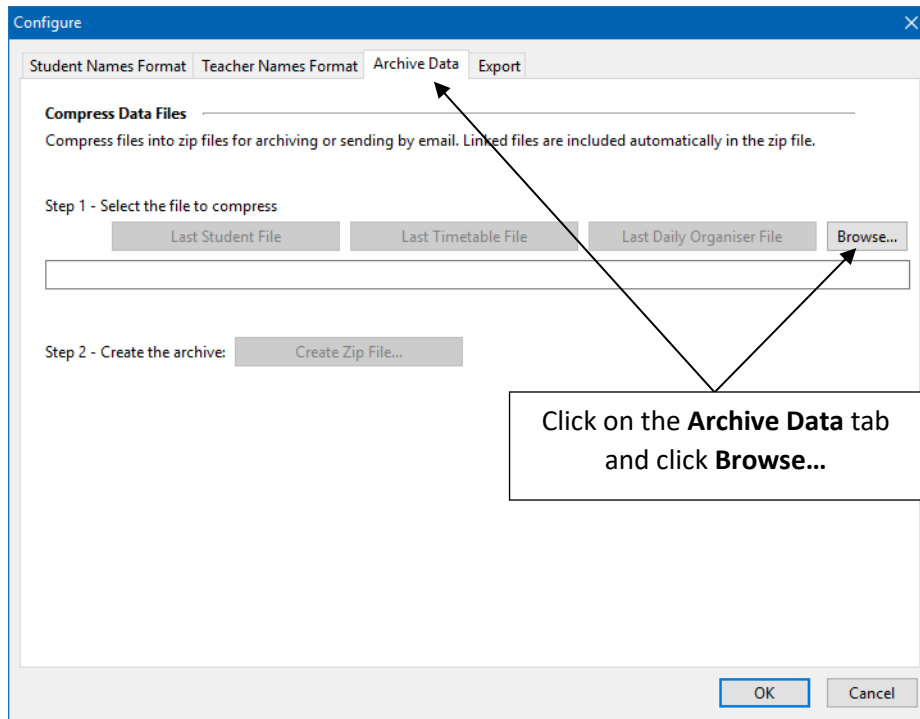 Configure
Student Names Format Teacher Names Format Archive Data Export
Compress Data Files
Compress files into zip files for archiving or sending by email. Linked files are included automatically in the zip file.
Step 1 - Select the file to compress
Last Student File Last Timetable File Last Daily Organiser File Browse...
Step 2 - Create the archive: Create Zip File...
Click on the Archive Data tab
and click Browse…
OK Cancel